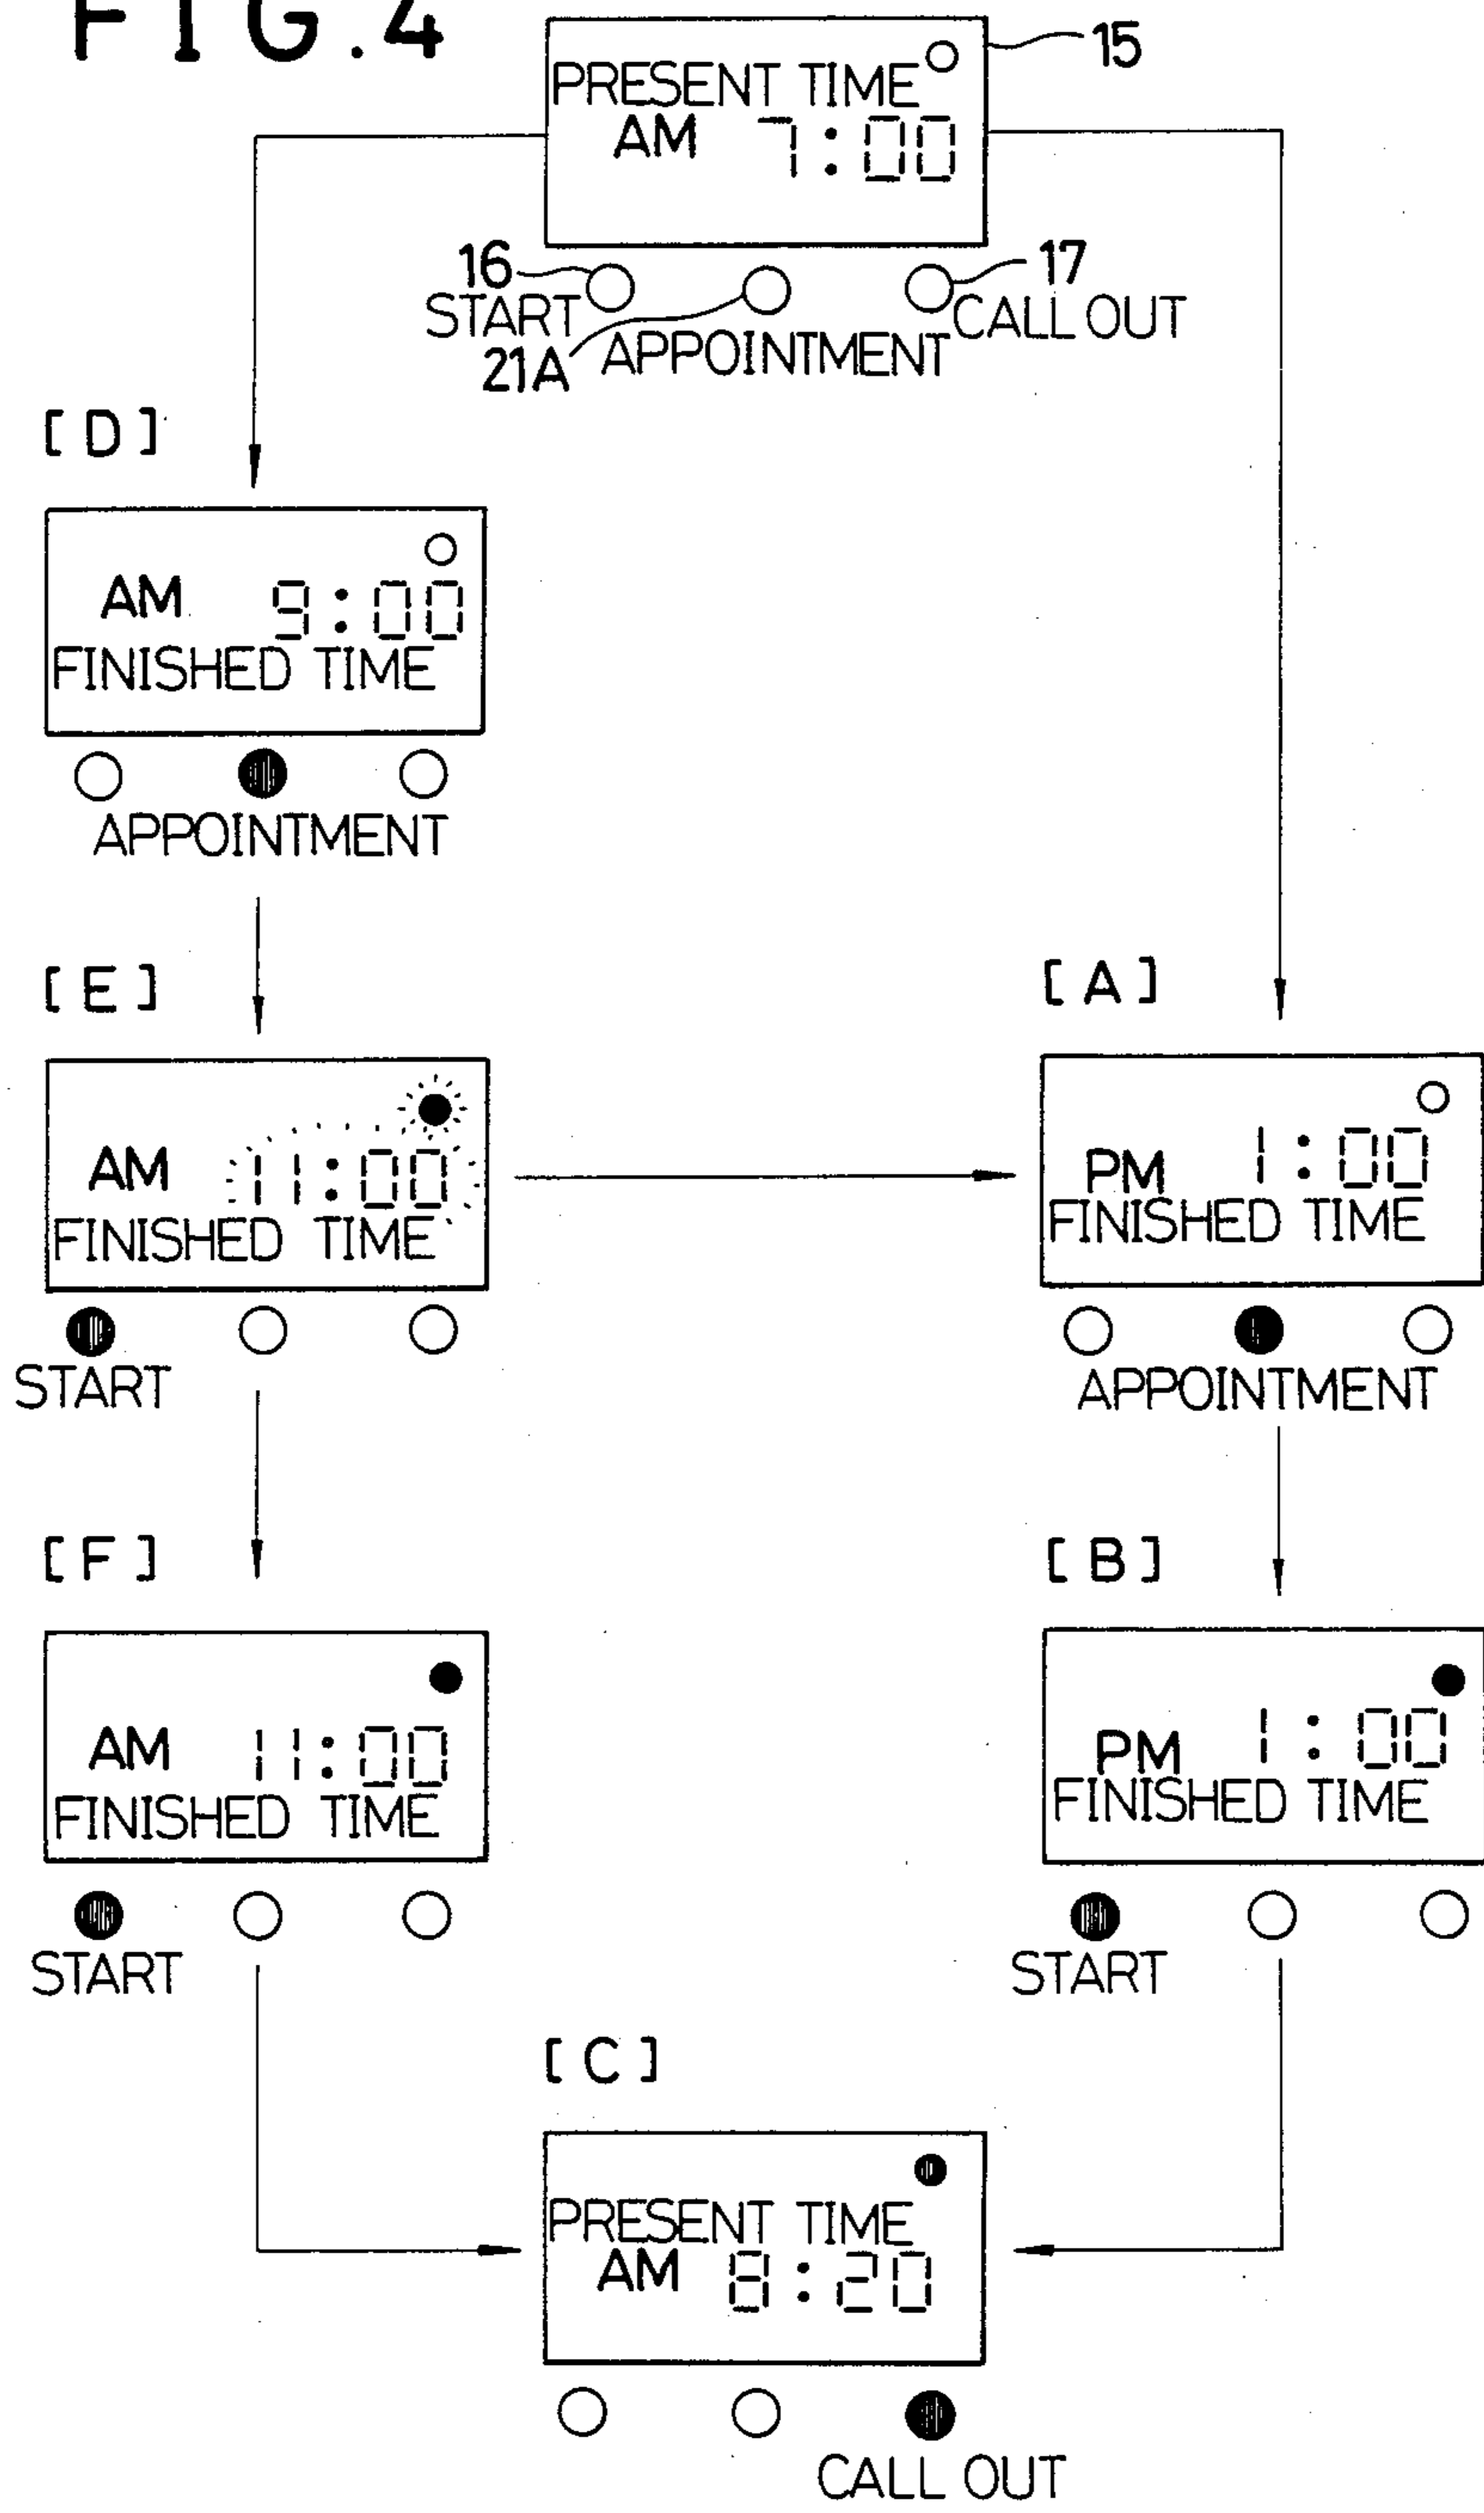 FIG.4
15
PRESENT TIME
AM 7:00
16
17
START
CALL OUT
21A
APPOINTMENT
[D]
AM 9:00
FINISHED TIME
APPOINTMENT
[E]
[A]
AM 11:00
FINISHED TIME
PM 1:00
FINISHED TIME
START
APPOINTMENT
[F]
[B]
AM 11:00
FINISHED TIME
PM 1:00
FINISHED TIME
START
START
[C]
PRESENT TIME
AM 8:20
CALL OUT